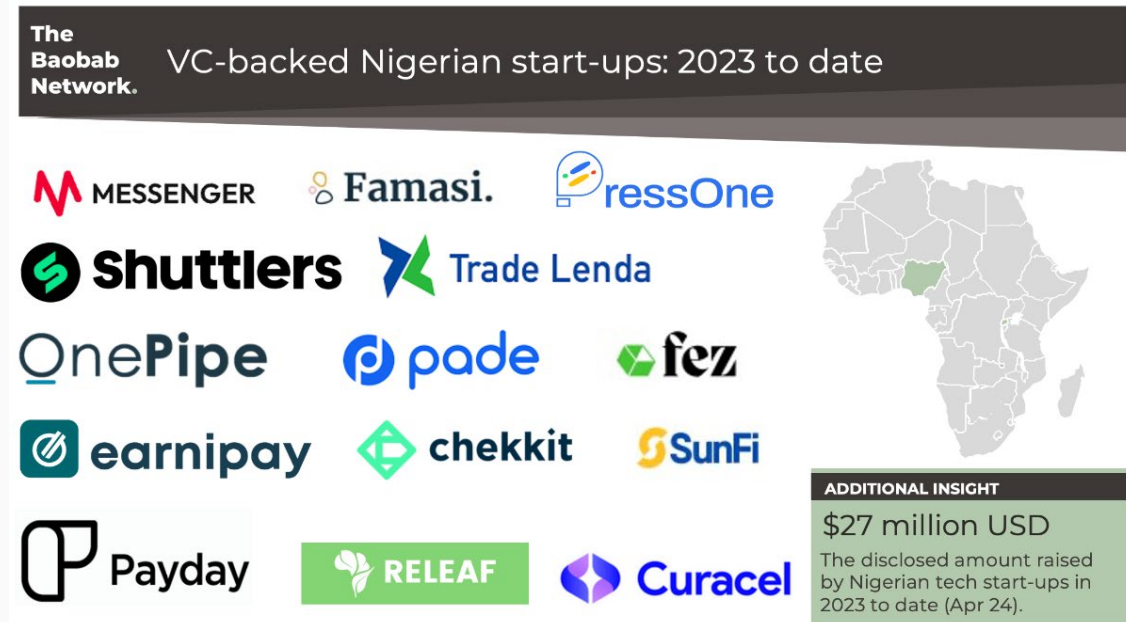 The
Baobab
Network.
VC-backed Nigerian start-ups: 2023 to date
MESSENGER
Famasi.
PressOne
Shuttlers
Trade Lenda
OnePipe
pade
fez
earnipay
chekkit
SunFi
Payday
RELEAF
Curacel
ADDITIONAL INSIGHT
$27 million USD
The disclosed amount raised
by Nigerian tech start-ups in
2023 to date (Apr 24).